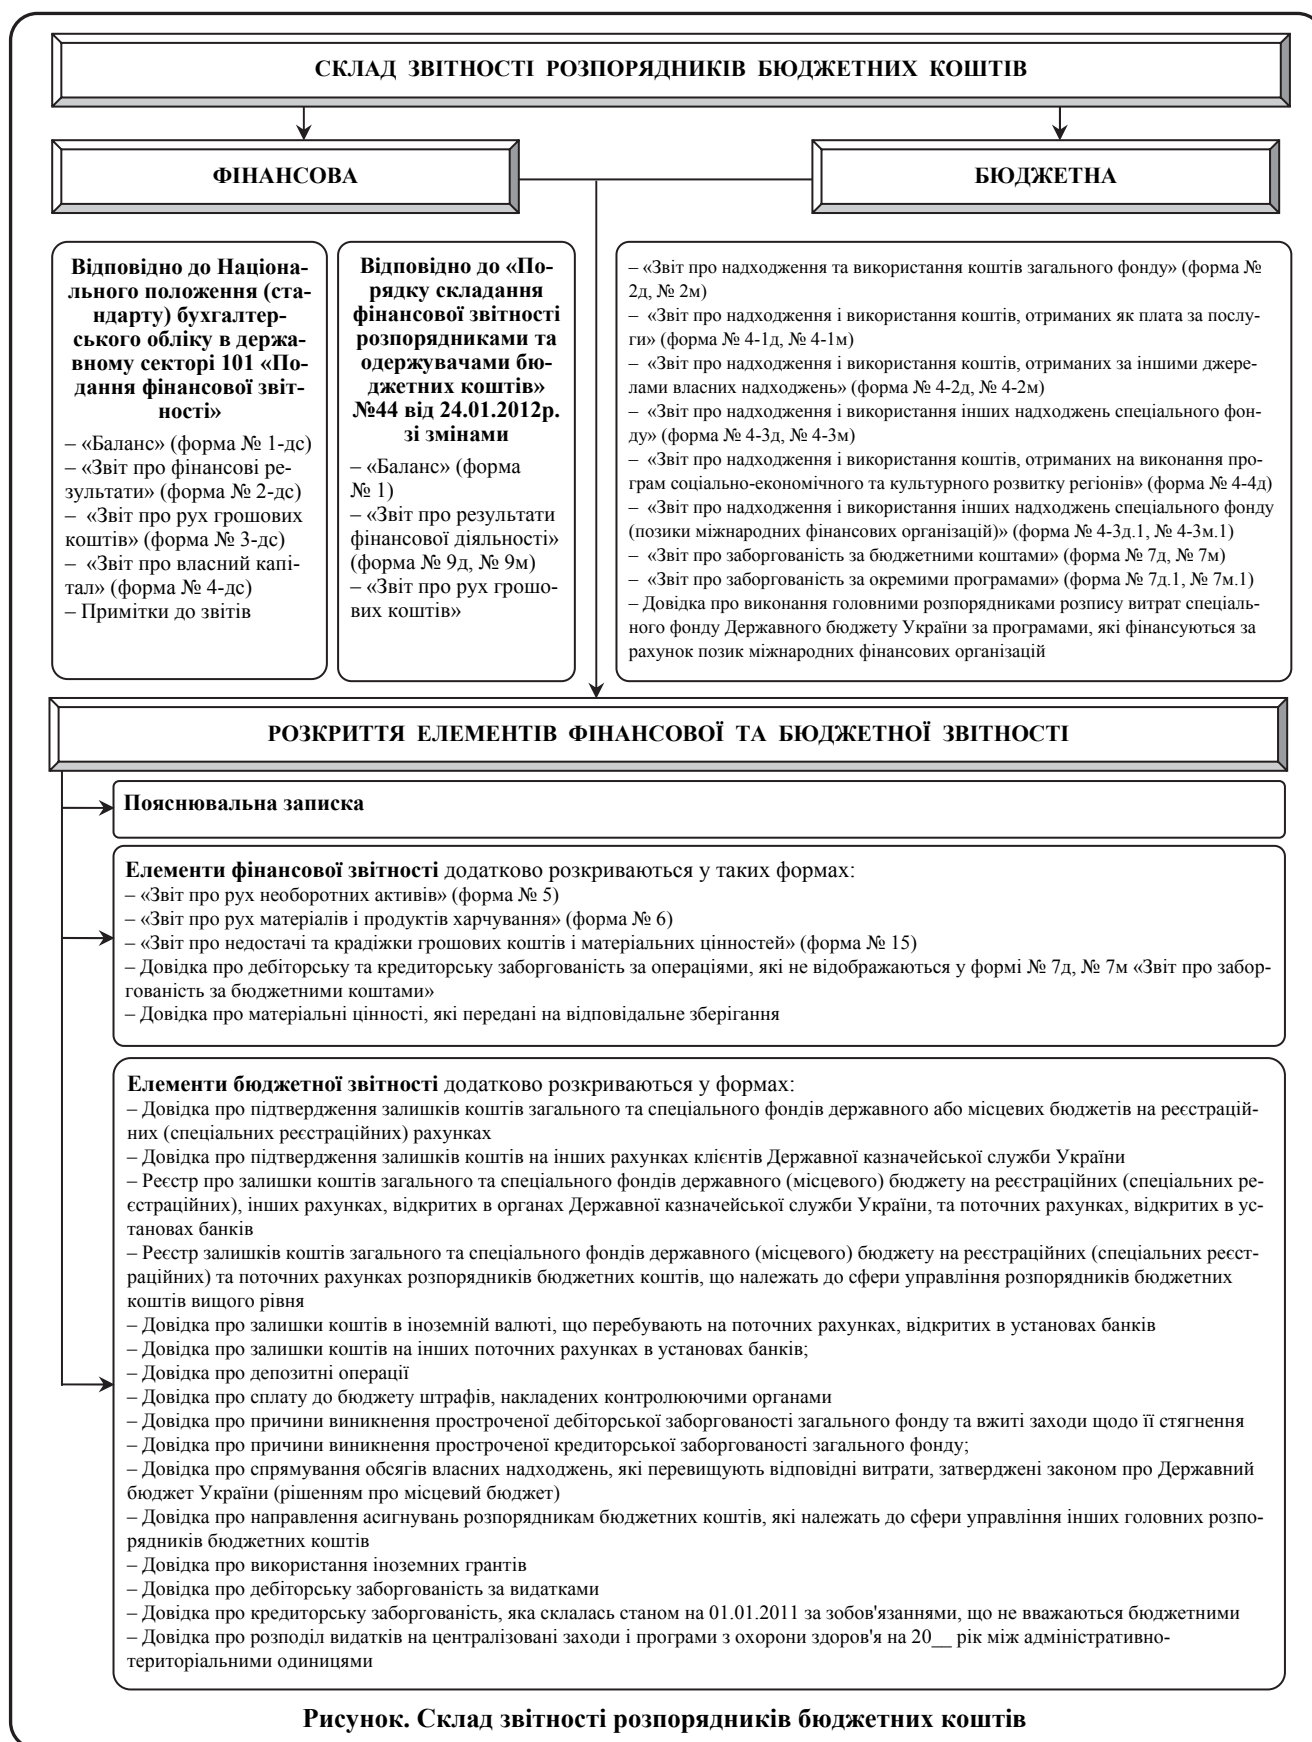 СКЛАД ЗВІТНОСТІ РОЗПОРЯДНИКІВ БЮДЖЕТНИХ КОШТІВ
ФІНАНСОВА
БЮДЖЕТНА
Відповідно до Націона-
льного положення (ста-
ндарту) бухгалтер-
ського обліку в держа-
вному секторі 101 «По-
дання фінансової звіт-
ності»
– «Баланс» (форма № 1-дс)
– «Звіт про фінансові ре-
зультати» (форма № 2-дс)
– «Звіт про рух грошових
коштів» (форма № 3-дс)
– «Звіт про власний капі-
тал» (форма № 4-дс)
– Примітки до звітів
Відповідно до «По-
рядку складання
фінансової звітності
розпорядниками та
одержувачами бю-
джетних коштів»
№44 від 24.01.2012р.
зі змінами
– «Баланс» (форма
№ 1)
– «Звіт про результати
фінансової діяльності»
(форма № 9д, № 9м)
– «Звіт про рух грошо-
вих коштів»
– «Звіт про надходження та використання коштів загального фонду» (форма №
2д, № 2м)
– «Звіт про надходження і використання коштів, отриманих як плата за послу-
ги» (форма № 4-1д, № 4-1м)
– «Звіт про надходження і використання коштів, отриманих за іншими джере-
лами власних надходжень» (форма № 4-2д, № 4-2м)
– «Звіт про надходження і використання інших надходжень спеціального фон-
ду» (форма № 4-3д, № 4-3м)
– «Звіт про надходження і використання коштів, отриманих на виконання про-
грам соціально-економічного та культурного розвитку регіонів» (форма № 4-4д)
– «Звіт про надходження і використання інших надходжень спеціального фонду
(позики міжнародних фінансових організацій)» (форма № 4-3д.1, № 4-3м.1)
– «Звіт про заборгованість за бюджетними коштами» (форма № 7д, № 7м)
– «Звіт про заборгованість за окремими програмами» (форма № 7д.1, № 7м.1)
– Довідка про виконання головними розпорядниками розпису витрат спеціаль-
ного фонду Державного бюджету України за програмами, які фінансуються за
рахунок позик міжнародних фінансових організацій
РОЗКРИТТЯ ЕЛЕМЕНТІВ ФІНАНСОВОЇ ТА БЮДЖЕТНОЇ ЗВІТНОСТІ
Пояснювальна записка
Елементи фінансової звітності додатково розкриваються у таких формах:
– «Звіт про рух необоротних активів» (форма № 5)
– «Звіт про рух матеріалів і продуктів харчування» (форма № 6)
– «Звіт про недостачі та крадіжки грошових коштів і матеріальних цінностей» (форма № 15)
– Довідка про дебіторську та кредиторську заборгованість за операціями, які не відображаються у формі № 7д, № 7м «Звіт про забор-
гованість за бюджетними коштами»
– Довідка про матеріальні цінності, які передані на відповідальне зберігання
Елементи бюджетної звітності додатково розкриваються у формах:
– Довідка про підтвердження залишків коштів загального та спеціального фондів державного або місцевих бюджетів на реєстрацій-
них (спеціальних реєстраційних) рахунках
– Довідка про підтвердження залишків коштів на інших рахунках клієнтів Державної казначейської служби України
– Реєстр про залишки коштів загального та спеціального фондів державного (місцевого) бюджету на реєстраційних (спеціальних ре-
єстраційних), інших рахунках, відкритих в органах Державної казначейської служби України, та поточних рахунках, відкритих в ус-
тановах банків
– Реєстр залишків коштів загального та спеціального фондів державного (місцевого) бюджету на реєстраційних (спеціальних реєст-
раційних) та поточних рахунках розпорядників бюджетних коштів, що належать до сфери управління розпорядників бюджетних
коштів вищого рівня
– Довідка про залишки коштів в іноземній валюті, що перебувають на поточних рахунках, відкритих в установах банків
– Довідка про залишки коштів на інших поточних рахунках в установах банків;
– Довідка про депозитні операції
– Довідка про сплату до бюджету штрафів, накладених контролюючими органами
– Довідка про причини виникнення простроченої дебіторської заборгованості загального фонду та вжиті заходи щодо її стягнення
– Довідка про причини виникнення простроченої кредиторської заборгованості загального фонду;
– Довідка про спрямування обсягів власних надходжень, які перевищують відповідні витрати, затверджені законом про Державний
бюджет України (рішенням про місцевий бюджет)
– Довідка про направлення асигнувань розпорядникам бюджетних коштів, які належать до сфери управління інших головних розпо-
рядників бюджетних коштів
– Довідка про використання іноземних грантів
– Довідка про дебіторську заборгованість за видатками
– Довідка про кредиторську заборгованість, яка склалась станом на 01.01.2011 за зобов'язаннями, що не вважаються бюджетними
– Довідка про розподіл видатків на централізовані заходи і програми з охорони здоров'я на 20__ рік між адміністративно-
територіальними одиницями
Рисунок. Склад звітності розпорядників бюджетних коштів